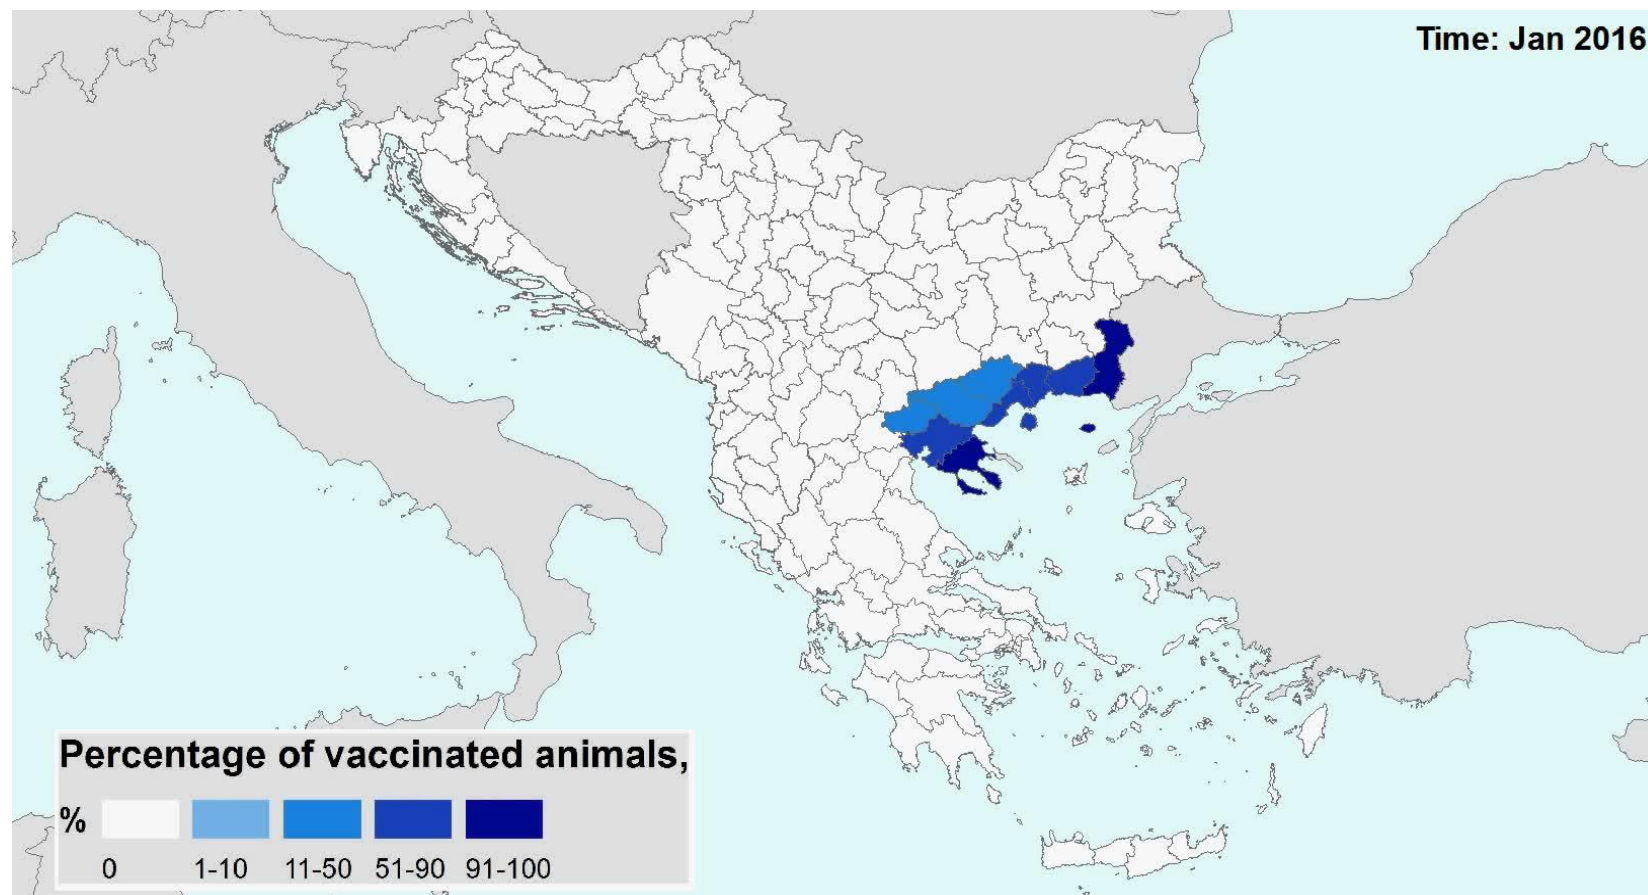 Time: Jan 2016
Percentage of vaccinated animals,
%
0 1-10 11-50 51-90 91-100